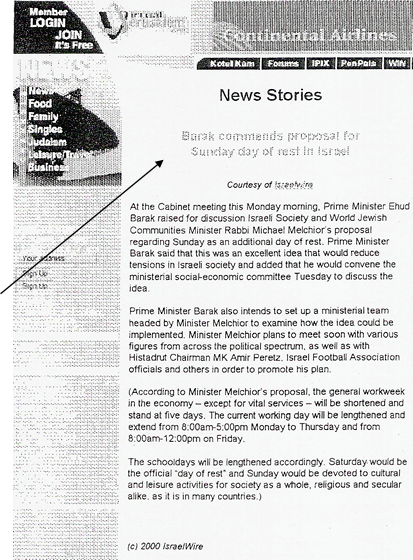 Member
LOGIN
JOIN
It's Free
Virtual
Jerusalem
Continental Airlines
Kotel Kam
Forums
IPIX
PenPals
WIN
NEWS
News
Food
Family
Singles
Judaism
Leisure/Travel
Business
Your address
Sign Up
Sign Up
News Stories
Barak commends proposal for
Sunday day of rest in Israel
Courtesy of Israelwire
At the Cabinet meeting this Monday morning, Prime Minister Ehud
Barak raised for discussion Israeli Society and World Jewish
Communities Minister Rabbi Michael Melchior's proposal
regarding Sunday as an additional day of rest. Prime Minister
Barak said that this was an excellent idea that would reduce
tensions in Israeli society and added that he would convene the
ministerial social-economic committee Tuesday to discuss the
idea.
Prime Minister Barak also intends to set up a ministerial team
headed by Minister Melchior to examine how the idea could be
implemented. Minister Melchior plans to meet soon with various
figures from across the political spectrum, as well as with
Histadrut Chairman MK Amir Peretz, Israel Football Association
officials and others in order to promote his plan.
(According to Minister Melchior's proposal, the general workweek
in the economy – except for vital services – will be shortened and
stand at five days. The current working day will be lengthened and
extend from 8:00am-5:00pm Monday to Thursday and from
8:00am-12:00pm on Friday.
The schooldays will be lengthened accordingly. Saturday would be
the official "day of rest" and Sunday would be devoted to cultural
and leisure activities for society as a whole, religious and secular
alike, as it is in many countries.)
(c) 2000 IsraelWire